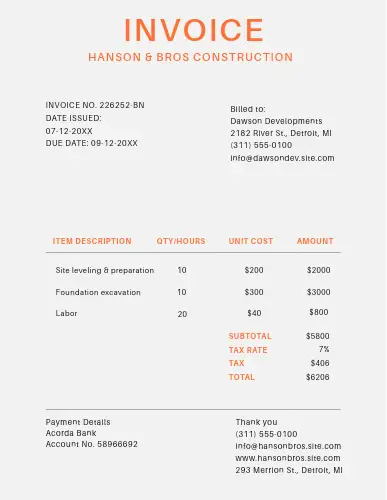 INVOICE
HANSON & BROS CONSTRUCTION
INVOICE NO. 226252-BN
DATE ISSUED:
07-12-20XX
DUE DATE: 09-12-20XX
Billed to:
Dawson Developments
2182 River St., Detroit, MI
(311) 555-0100
info@dawsondev.site.com
ITEM DESCRIPTION QTY/HOURS UNIT COST AMOUNT
Site leveling & preparation 10 $200 $2000
Foundation excavation 10 $300 $3000
Labor 20 $40 $800
SUBTOTAL $5800
TAX RATE 7%
TAX $406
TOTAL $6206
Payment Details
Acorda Bank
Account No. 58966692
Thank you
(311) 555-0100
info@hansonbros.site.com
www.hansonbros.site.com
293 Merrion St., Detroit, MI